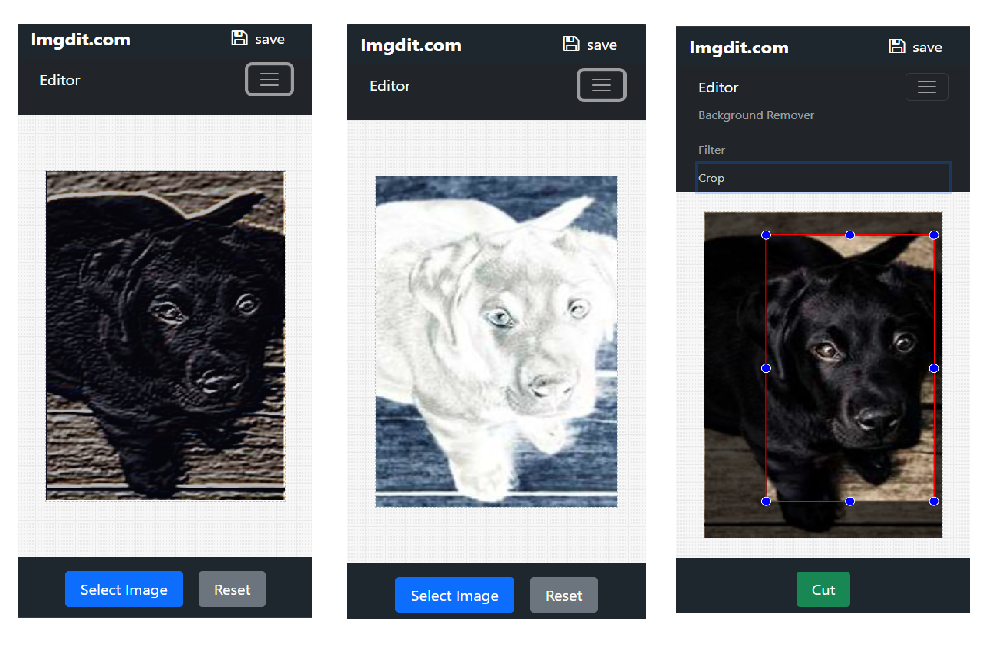 Imgdit.com save
Editor
Select Image Reset
Imgdit.com save
Editor
Select Image Reset
Imgdit.com save
Editor
Background Remover
Filter
Crop
Cut